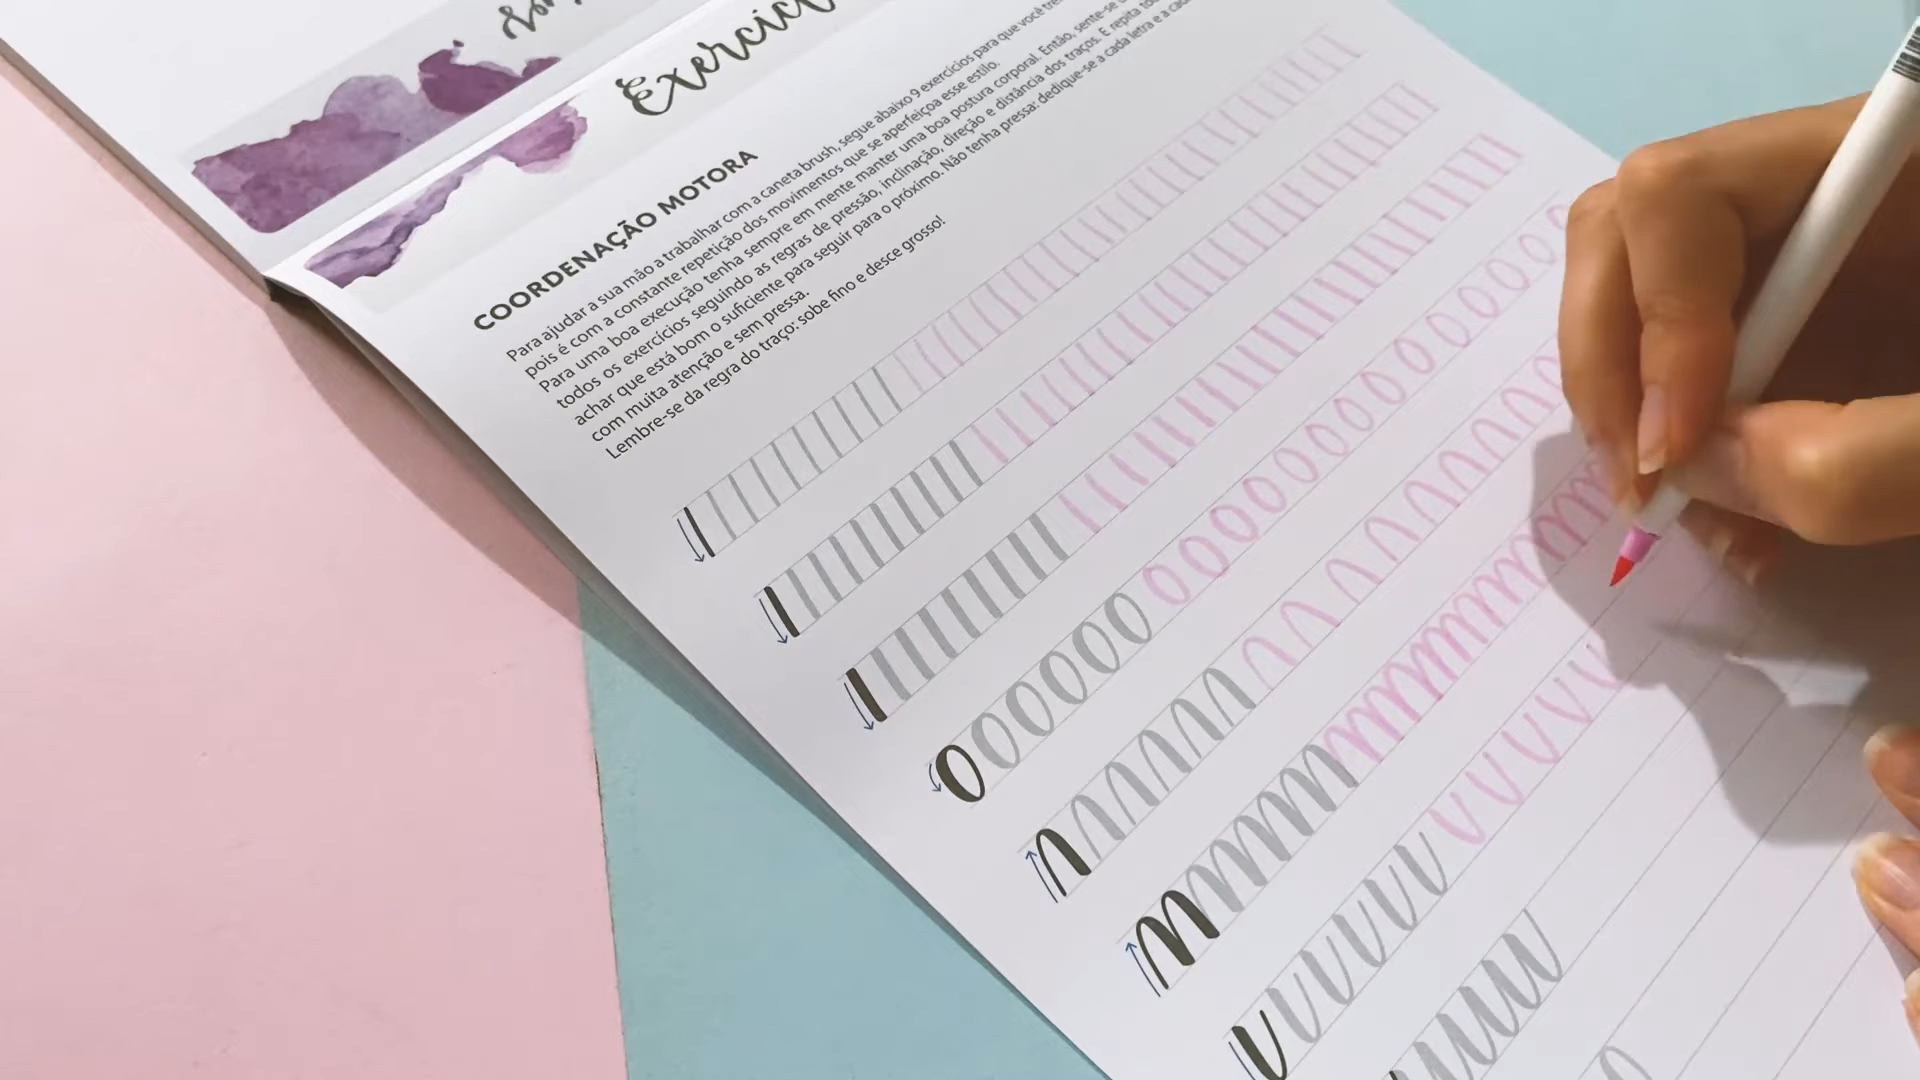 COORDENAÇÃO MOTORA
Para ajudar a sua mão a trabalhar com a caneta brush, segue abaixo 9 exercícios para que você
pois é com a constante repetição dos movimentos que se aperfeiçoa esse estilo.
Para uma boa execução tenha sempre em mente manter uma boa postura corporal. Então, sente-se
todos os exercícios seguindo as regras de pressão, inclinação, direção e distância dos traços. E repita
achar que está bom o suficiente para seguir para o próximo. Não tenha pressa: dedique-se a cada letra e a
com muita atenção e sem pressa.
Lembre-se da regra do traço: sobe fino e desce grosso!